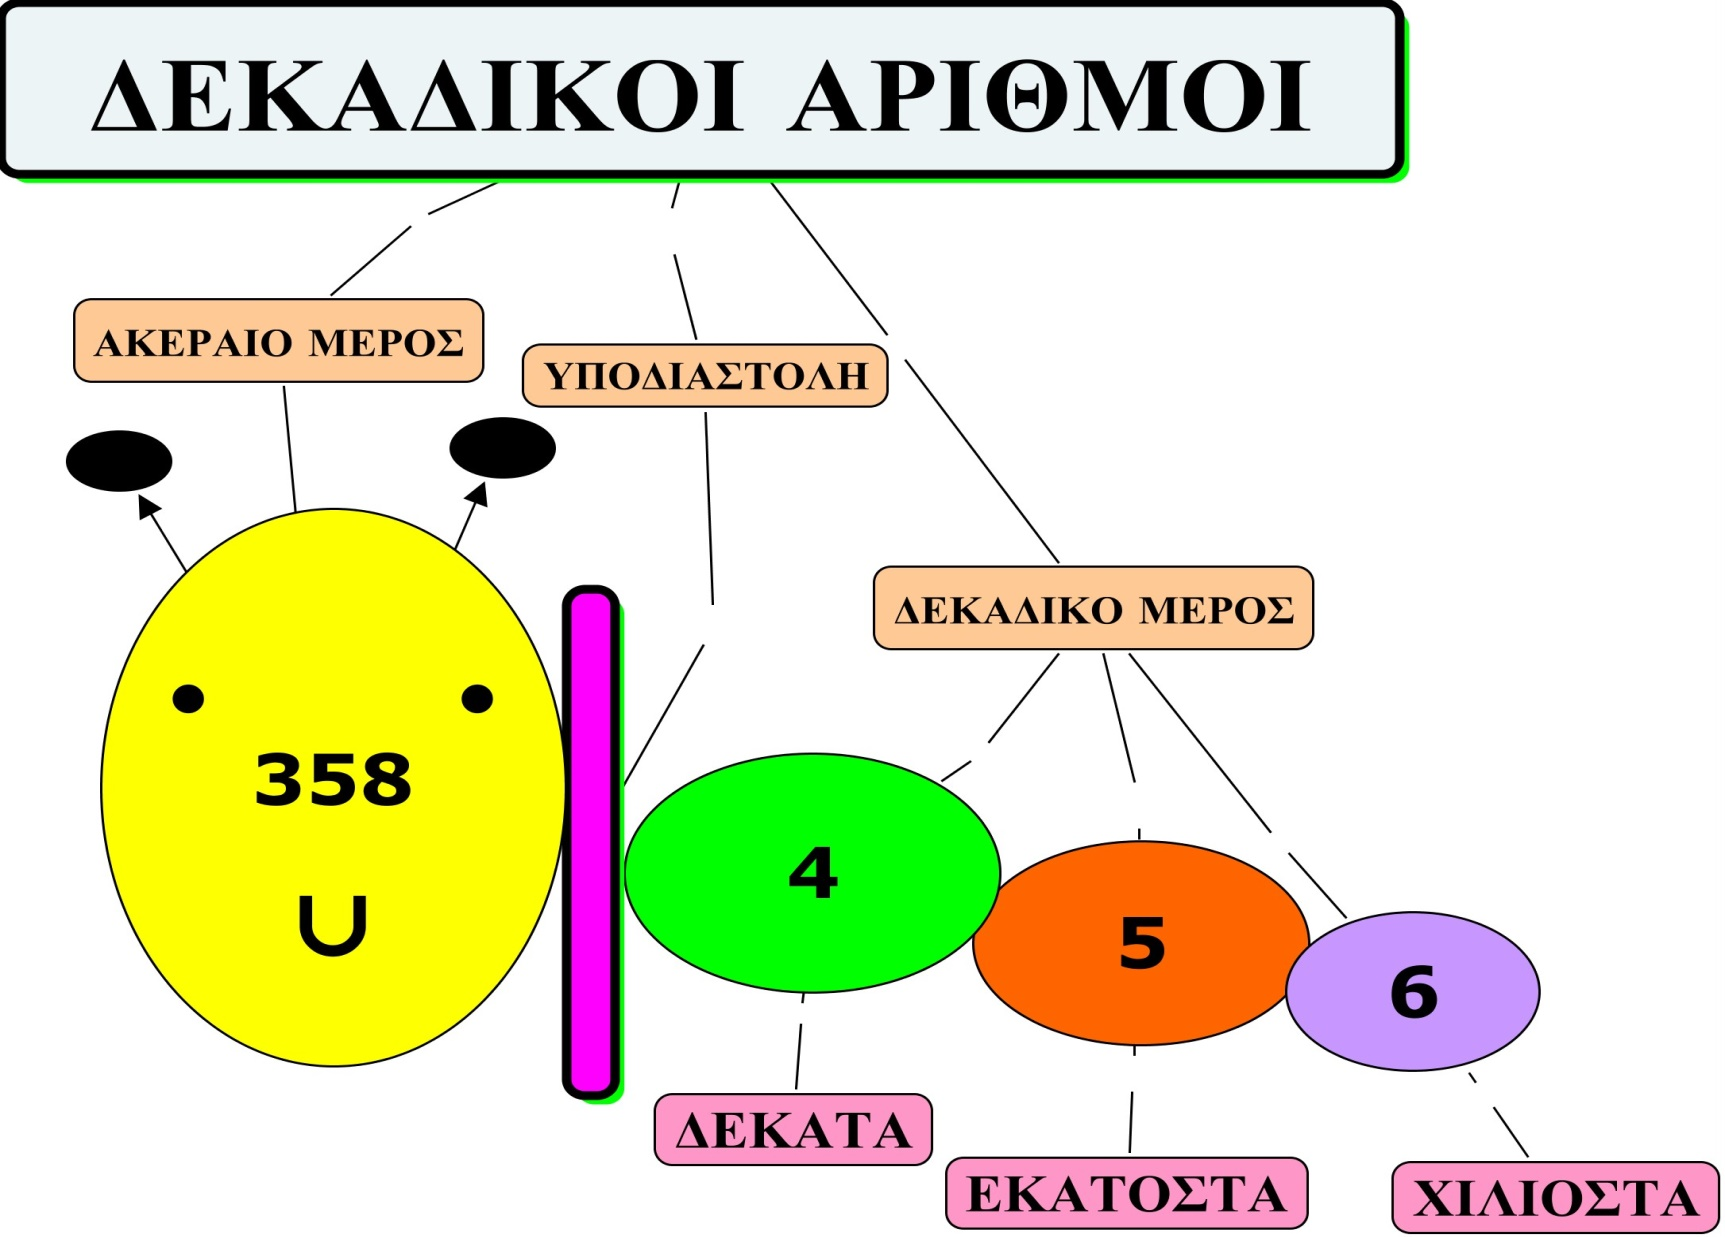 ΔΕΚΑΔΙΚΟΙ ΑΡΙΘΜΟΙ
ΑΚΕΡΑΙΟ ΜΕΡΟΣ
ΥΠΟΔΙΑΣΤΟΛΗ
ΔΕΚΑΔΙΚΟ ΜΕΡΟΣ
358
4
5
6
ΔΕΚΑΤΑ
ΕΚΑΤΟΣΤΑ
ΧΙΛΙΟΣΤΑ